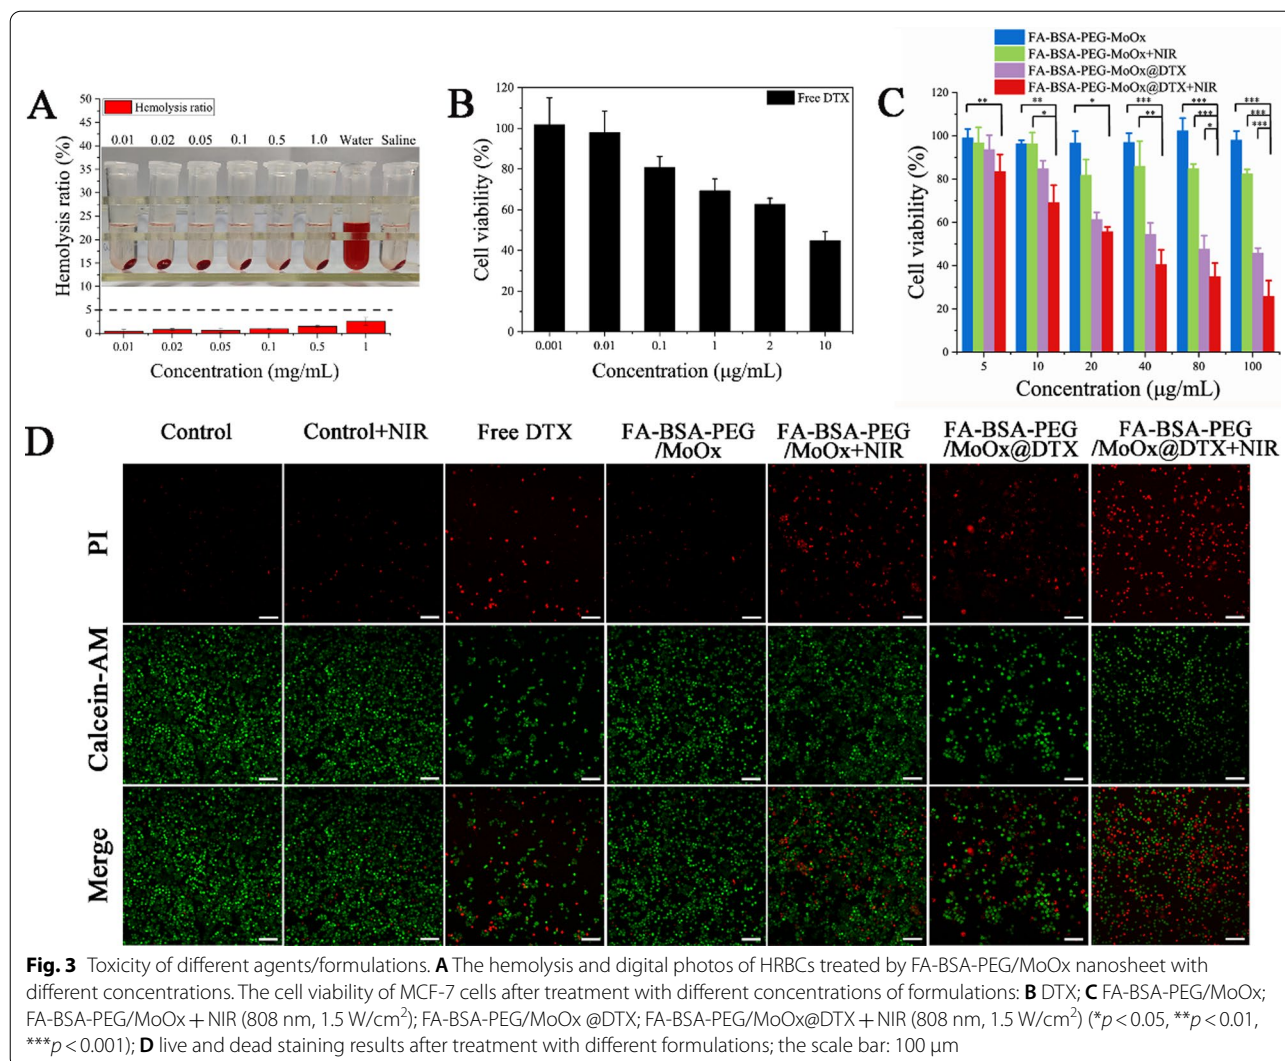 A
Hemolysis ratio
0.01 0.02 0.05 0.1 0.5 1.0 Water Saline
Hemolysis ratio (%)
50
45
40
35
30
25
20
15
10
5
0
0.01 0.02 0.05 0.1 0.5 1
Concentration (mg/mL)
B
Free DTX
Cell viability (%)
120
100
80
60
40
20
0
0.001 0.01 0.1 1 2 10
Concentration (μg/mL)
C
FA-BSA-PEG-MoOx
FA-BSA-PEG-MoOx+NIR
FA-BSA-PEG-MoOx@DTX
FA-BSA-PEG-MoOx@DTX+NIR
** ** * * *** ** *** *** * *** *** ***
Cell viability (%)
120
100
80
60
40
20
0
5 10 20 40 80 100
Concentration (μg/mL)
D
Control
Control+NIR
Free DTX
FA-BSA-PEG
/MoOx
FA-BSA-PEG
/MoOx+NIR
FA-BSA-PEG
/MoOx@DTX
FA-BSA-PEG
/MoOx@DTX+NIR
PI
Calcein-AM
Merge
Fig. 3 Toxicity of different agents/formulations. A The hemolysis and digital photos of HRBCs treated by FA-BSA-PEG/MoOx nanosheet with
different concentrations. The cell viability of MCF-7 cells after treatment with different concentrations of formulations: B DTX; C FA-BSA-PEG/MoOx;
FA-BSA-PEG/MoOx + NIR (808 nm, 1.5 W/cm²); FA-BSA-PEG/MoOx @DTX; FA-BSA-PEG/MoOx@DTX + NIR (808 nm, 1.5 W/cm²) (*p < 0.05, **p < 0.01,
***p < 0.001); D live and dead staining results after treatment with different formulations; the scale bar: 100 μm